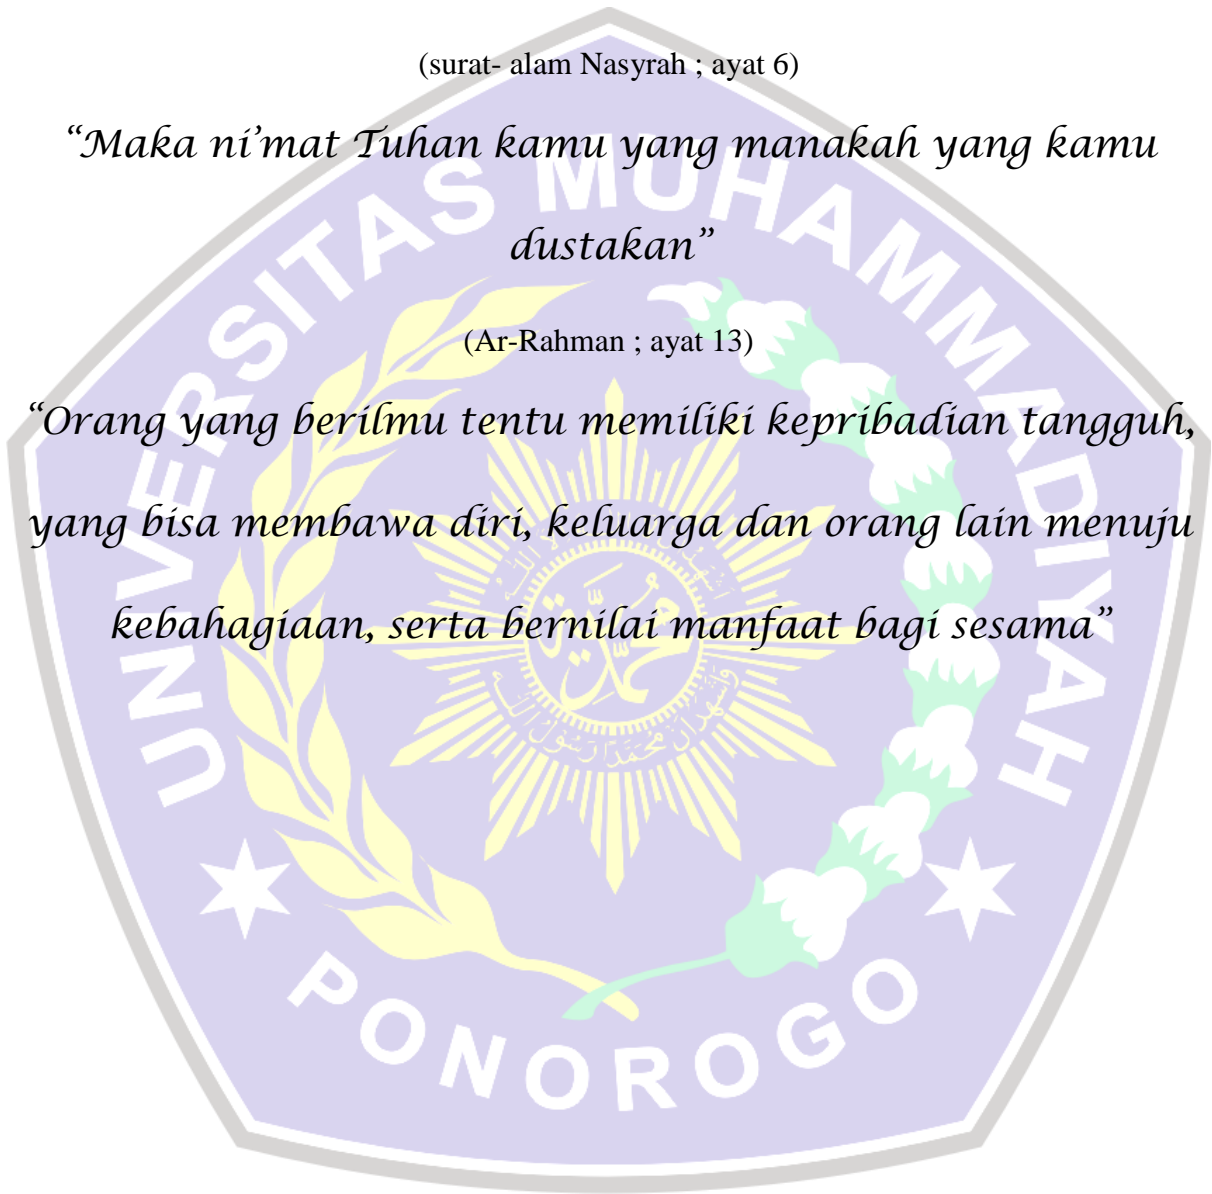 (surat- alam Nasyrah ; ayat 6)
“Maka ni’mat Tuhan kamu yang manakah yang kamu
dustakan”
(Ar-Rahman ; ayat 13)
“Orang yang berilmu tentu memiliki kepribadian tangguh,
yang bisa membawa diri, keluarga dan orang lain menuju
kebahagiaan, serta bernilai manfaat bagi sesama”
UNIVERSITAS MUHAMMADIYAH
PONOROGO
محمدية